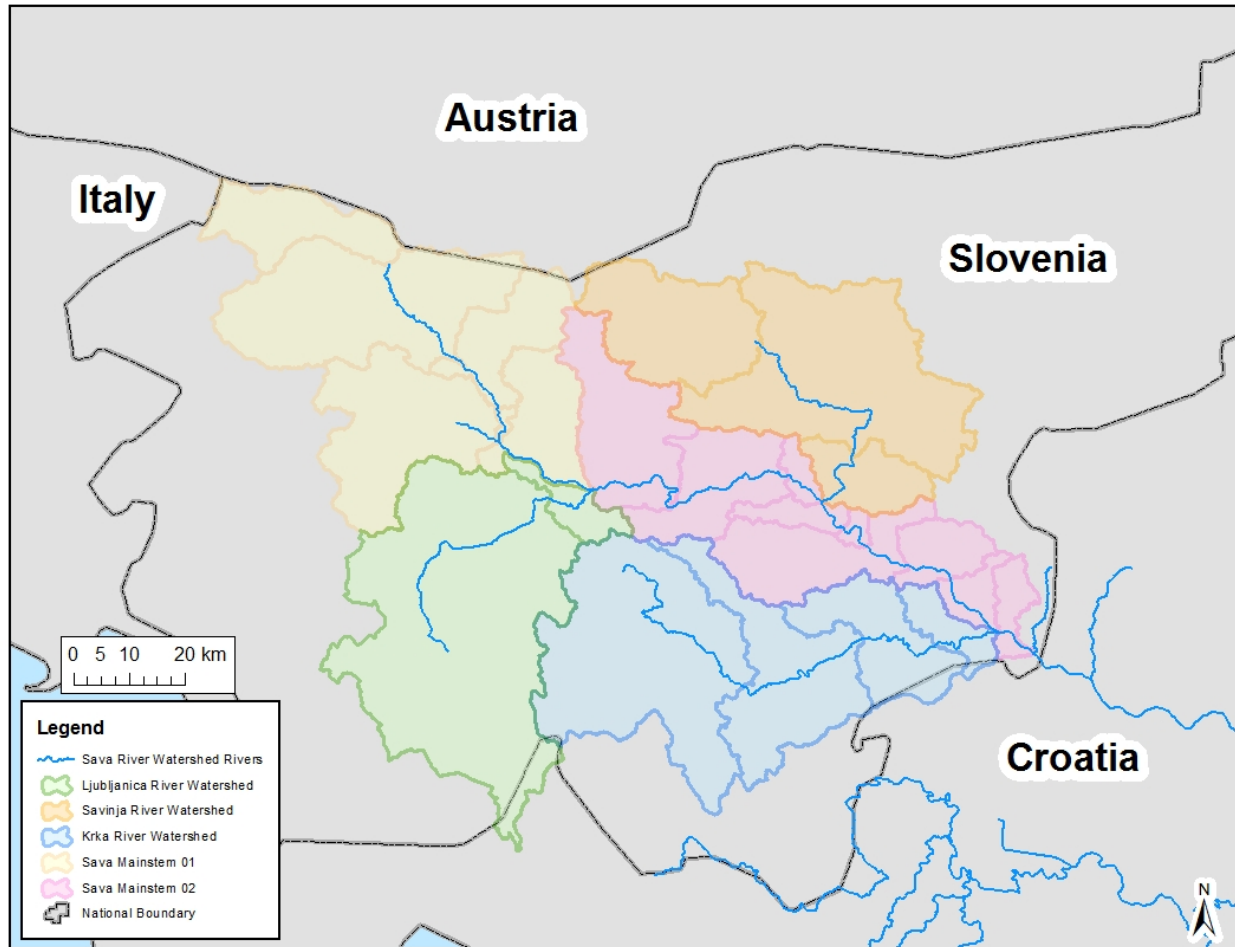 Austria
Italy
Slovenia
0 5 10 20 km
Legend
Sava River Watershed Rivers
Ljubljanica River Watershed
Savinja River Watershed
Krka River Watershed
Sava Mainstem 01
Sava Mainstem 02
National Boundary
Croatia
N